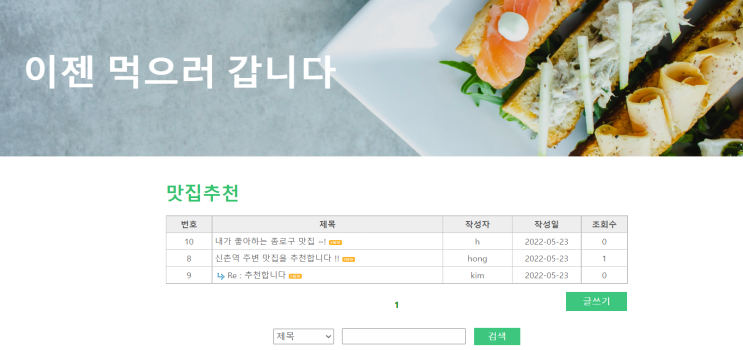 이젠 먹으러 갑니다
맛집추천
번호 제목 작성자 작성일 조회수
10 내가 좋아하는 종로구 맛집 ~! new h 2022-05-23 0
8 신촌역 주변 맛집을 추천합니다 !! new hong 2022-05-23 1
9 Re : 추천합니다 new kim 2022-05-23 0
1
글쓰기
제목 검색